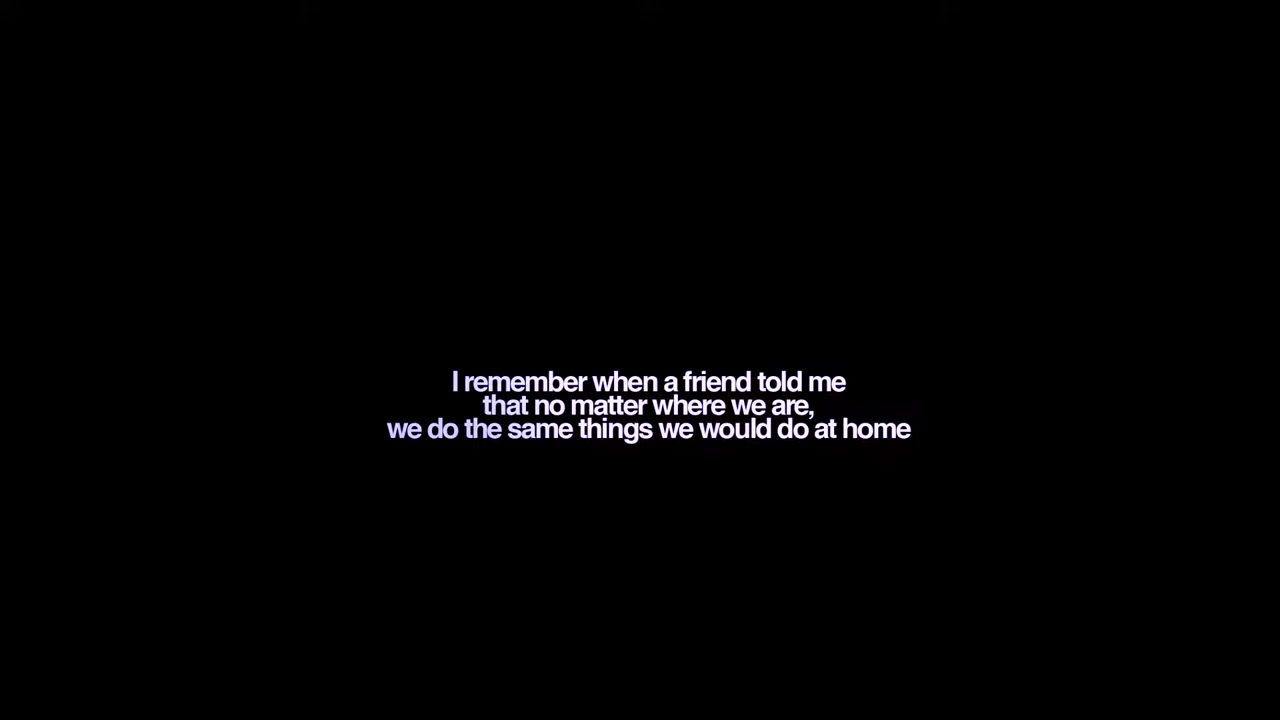 I remember when a friend told me
that no matter where we are,
we do the same things we would do at home